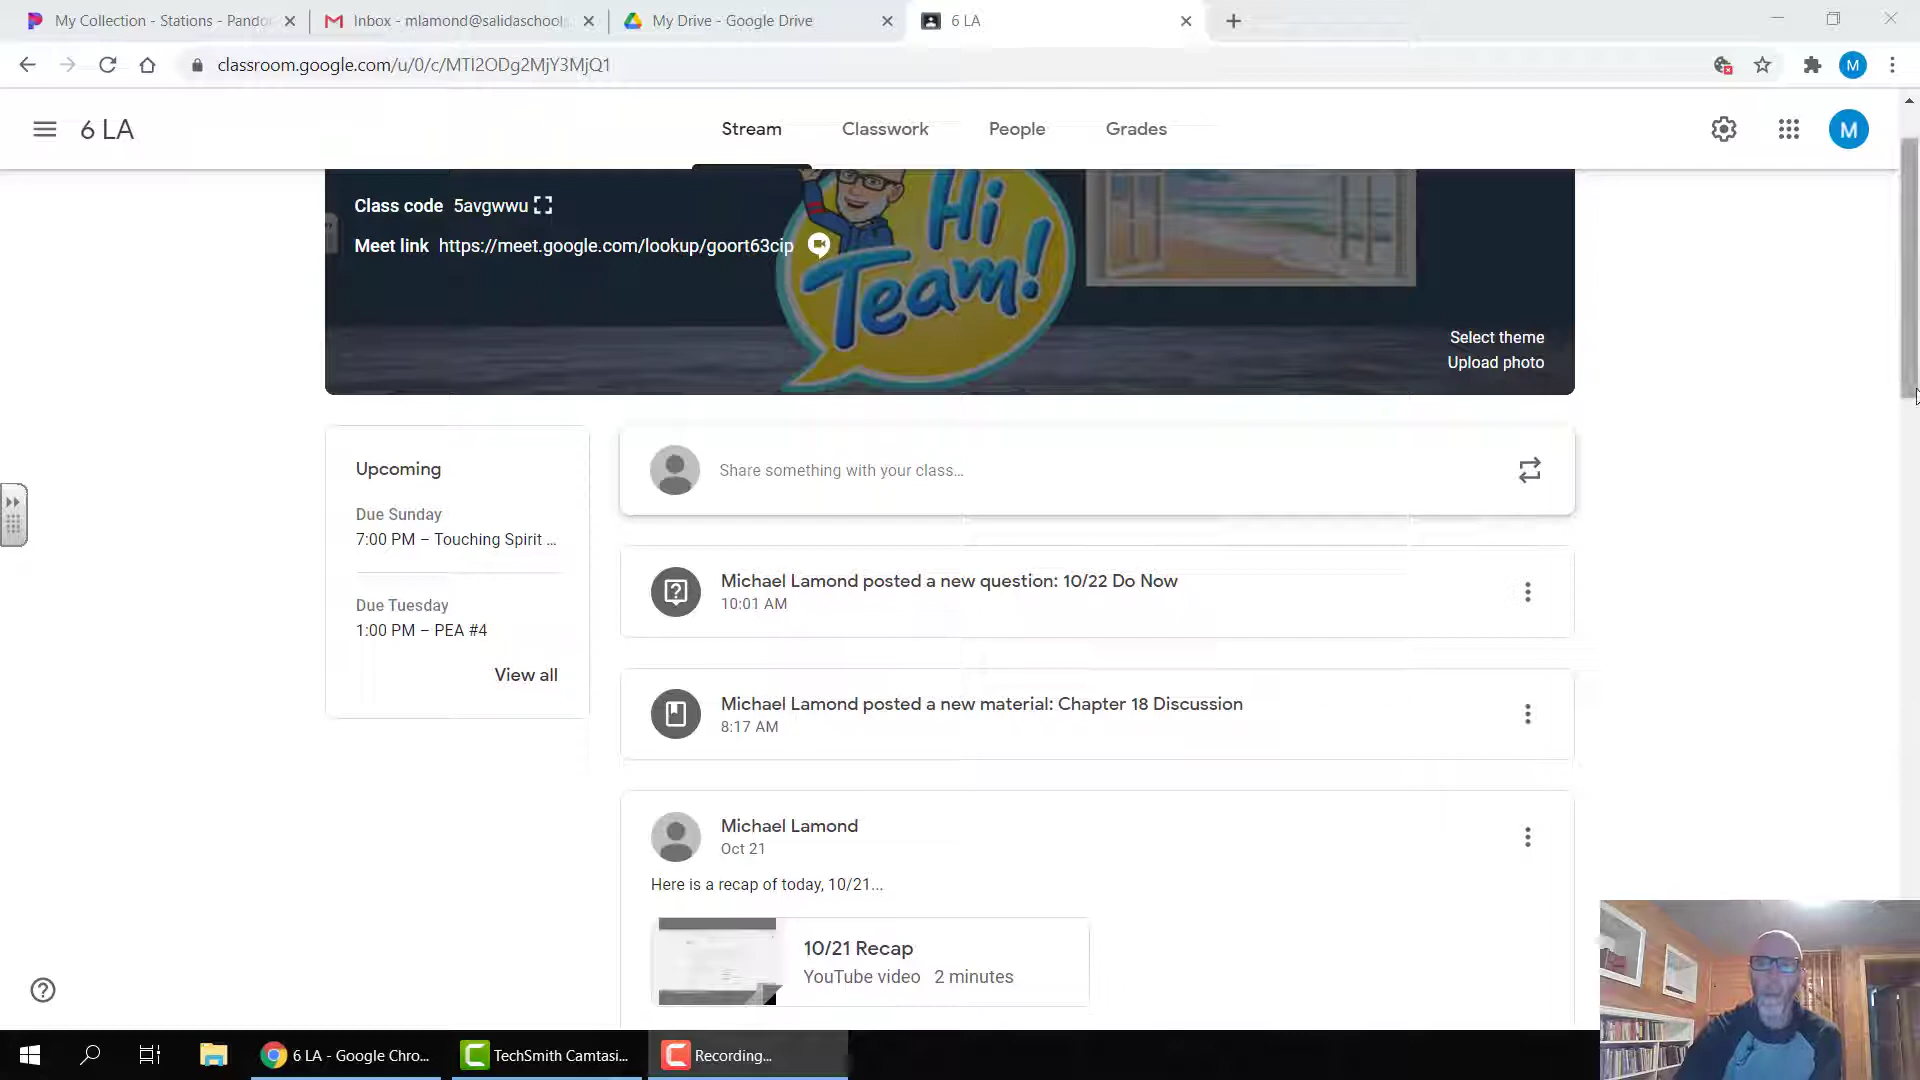 My Collection - Stations - Pando
Inbox - mlamond@salidaschool
My Drive - Google Drive
6 LA
classroom.google.com/u/0/c/MTI2ODg2MjY3MjQ1
M
6 LA
Stream
Classwork
People
Grades
M
Class code 5avgwwu
Meet link https://meet.google.com/lookup/goort63cip
Hi
Team!
Select theme
Upload photo
Upcoming
Due Sunday
7:00 PM – Touching Spirit ...
Due Tuesday
1:00 PM – PEA #4
View all
Share something with your class...
Michael Lamond posted a new question: 10/22 Do Now
10:01 AM
Michael Lamond posted a new material: Chapter 18 Discussion
8:17 AM
Michael Lamond
Oct 21
Here is a recap of today, 10/21...
10/21 Recap
YouTube video 2 minutes
6 LA - Google Chro...
TechSmith Camtasi...
Recording...